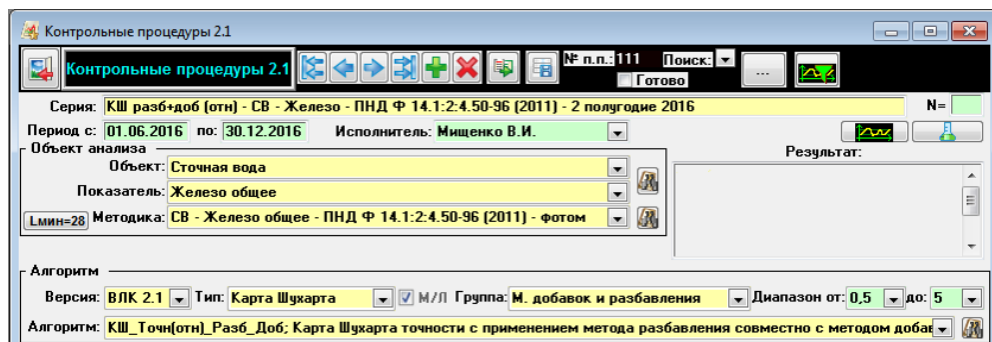 Контрольные процедуры 2.1
Контрольные процедуры 2.1 № п.п.: 111 Поиск: ...
Готово
Серия: КШ разб+доб (отн) - СВ - Железо - ПНД Ф 14.1:2:4.50-96 (2011) - 2 полугодие 2016 N=
Период с: 01.06.2016 по: 30.12.2016 Исполнитель: Мищенко В.И.
Объект анализа Результат:
Объект: Сточная вода
Показатель: Железо общее
Lмин=28 Методика: СВ - Железо общее - ПНД Ф 14.1:2:4.50-96 (2011) - фотом
Алгоритм
Версия: ВЛК 2.1 Тип: Карта Шухарта М/Л Группа: М. добавок и разбавления Диапазон от: 0,5 до: 5
Алгоритм: КШ_Точн(отн)_Разб_Доб; Карта Шухарта точности с применением метода разбавления совместно с методом добав